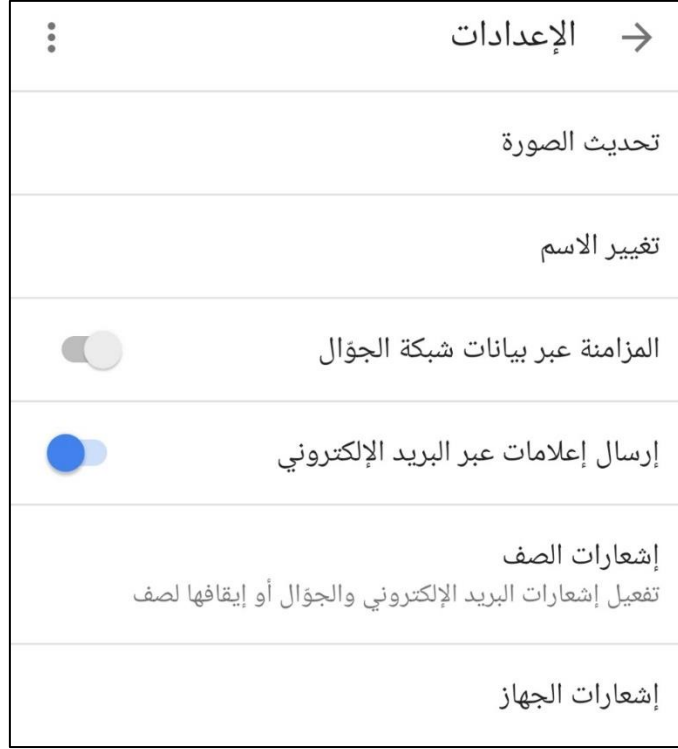 الإعدادات
تحديث الصورة
تغيير الاسم
المزامنة عبر بيانات شبكة الجوّال
إرسال إعلامات عبر البريد الإلكتروني
إشعارات الصف
تفعيل إشعارات البريد الإلكتروني والجوّال أو إيقافها لصف
إشعارات الجهاز